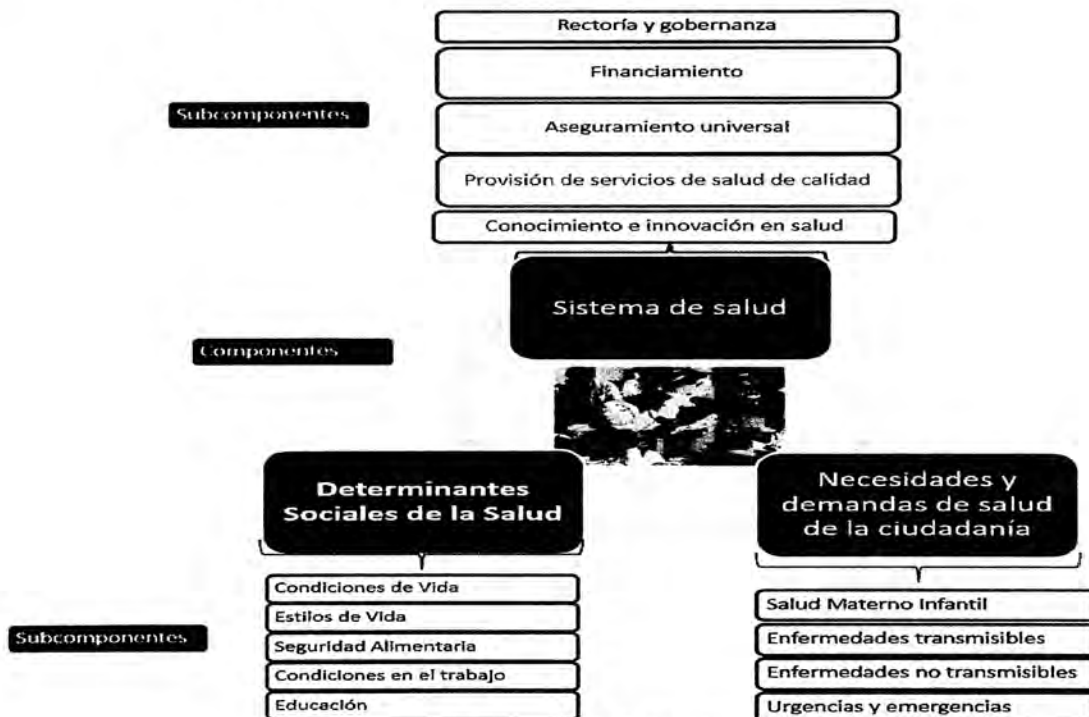 Rectoría y gobernanza
Financiamiento
Subcomponentes
Aseguramiento universal
Provisión de servicios de salud de calidad
Conocimiento e innovación en salud
Sistema de salud
Componentes
Determinantes
Sociales de la Salud
Necesidades y
demandas de salud
de la ciudadanía
Condiciones de Vida
Estilos de Vida
Seguridad Alimentaria
Condiciones en el trabajo
Educación
Subcomponentes
Salud Materno Infantil
Enfermedades transmisibles
Enfermedades no transmisibles
Urgencias y emergencias